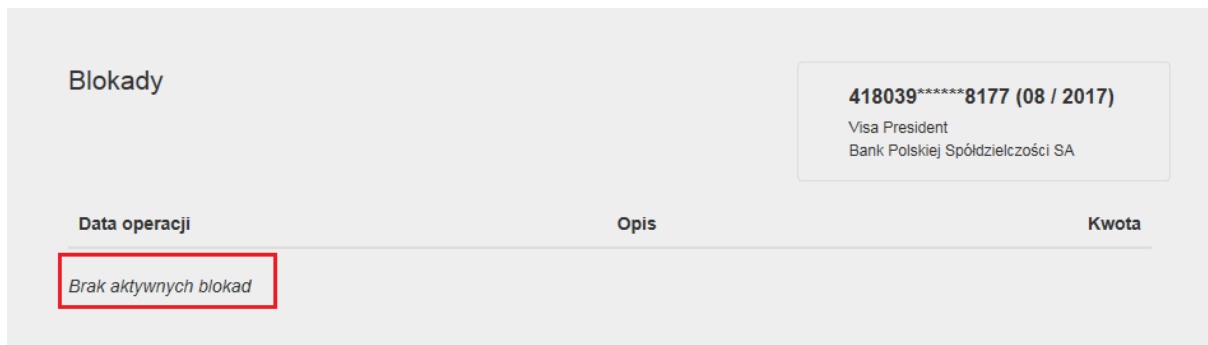 Blokady
418039******8177 (08 / 2017)
Visa President
Bank Polskiej Spółdzielczości SA
Data operacji Opis Kwota
Brak aktywnych blokad